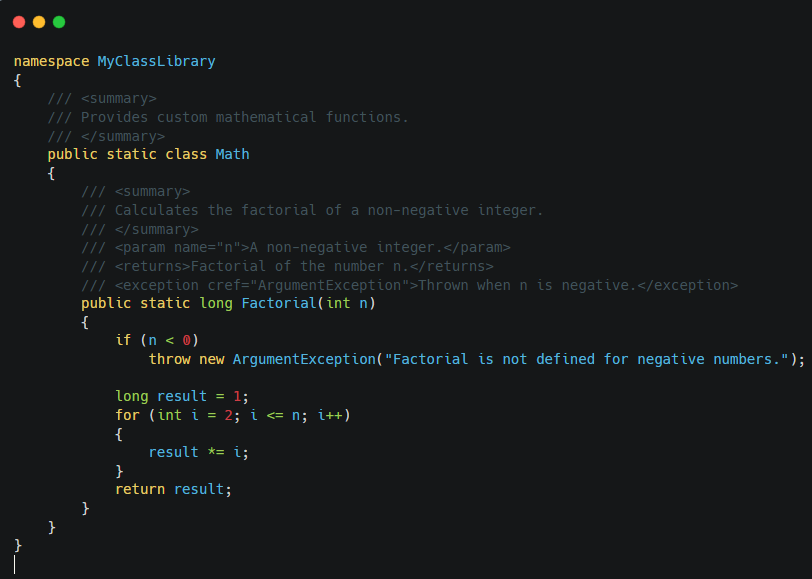 namespace MyClassLibrary
{
    /// <summary>
    /// Provides custom mathematical functions.
    /// </summary>
    public static class Math
    {
        /// <summary>
        /// Calculates the factorial of a non-negative integer.
        /// </summary>
        /// <param name="n">A non-negative integer.</param>
        /// <returns>Factorial of the number n.</returns>
        /// <exception cref="ArgumentException">Thrown when n is negative.</exception>
        public static long Factorial(int n)
        {
            if (n < 0)
                throw new ArgumentException("Factorial is not defined for negative numbers.");

            long result = 1;
            for (int i = 2; i <= n; i++)
            {
                result *= i;
            }
            return result;
        }
    }
}